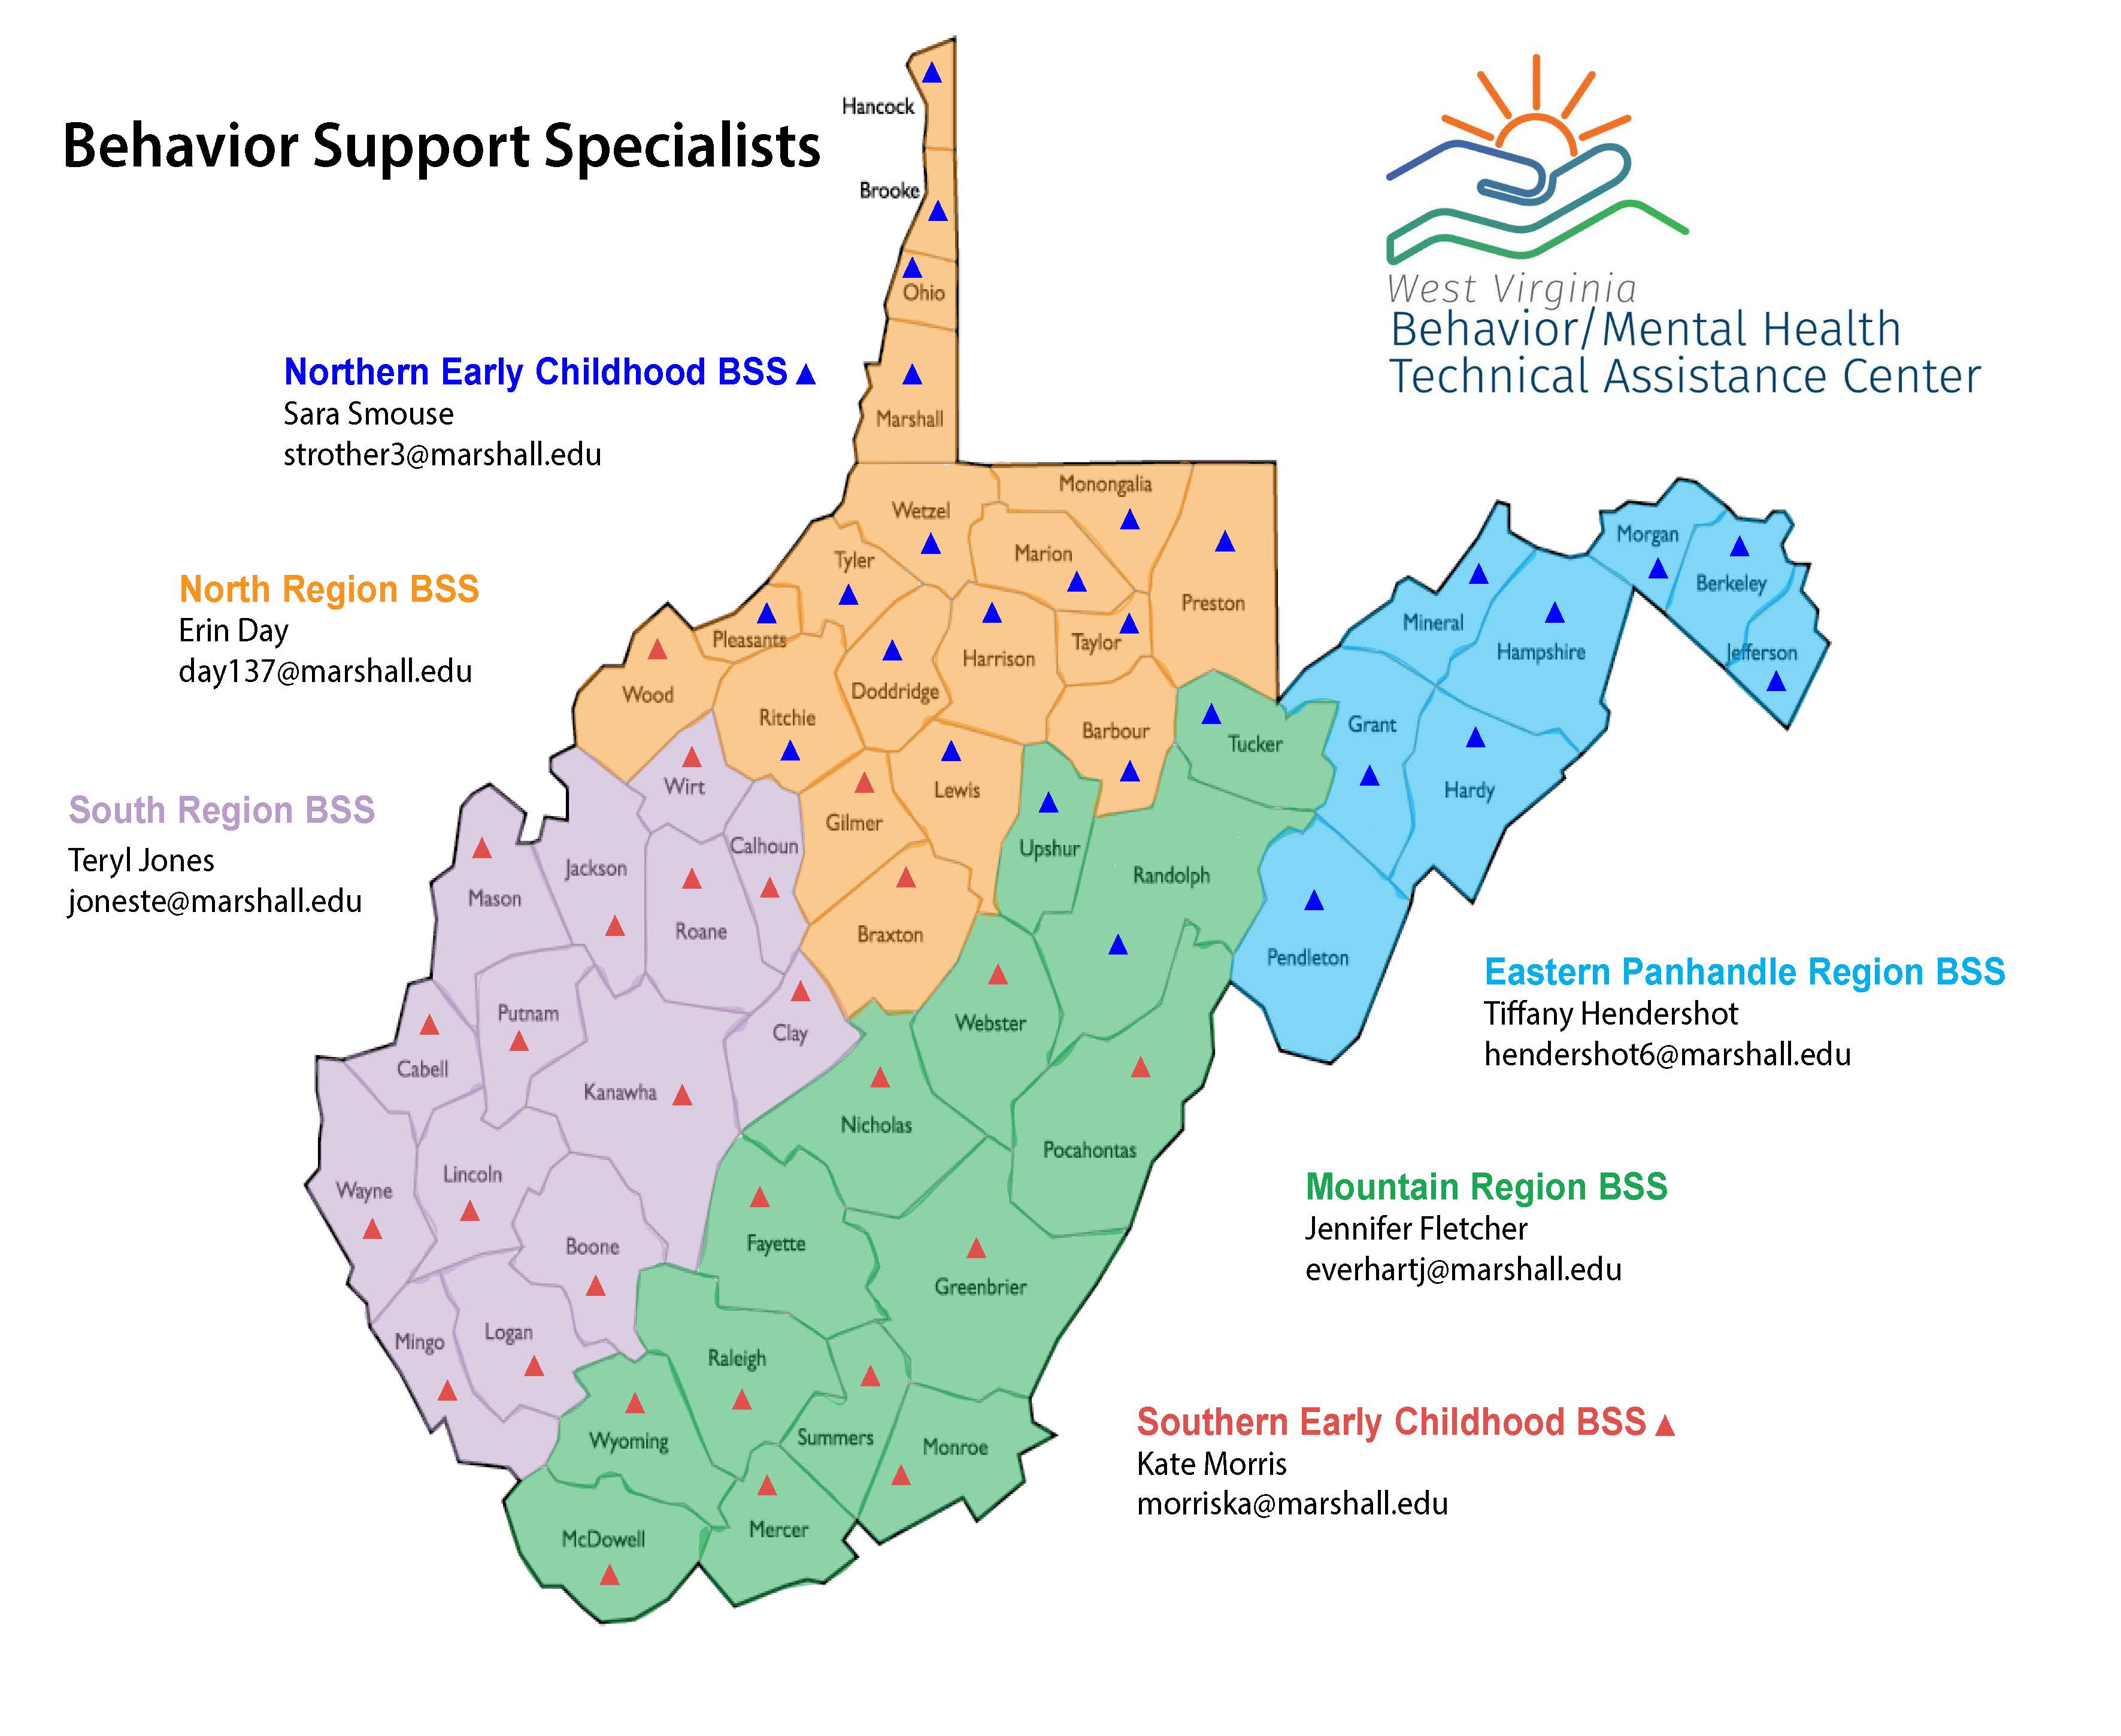 Behavior Support Specialists
West Virginia
Behavior/Mental Health
Technical Assistance Center
Northern Early Childhood BSS
Sara Smouse
strother3@marshall.edu
North Region BSS
Erin Day
day137@marshall.edu
South Region BSS
Teryl Jones
joneste@marshall.edu
Eastern Panhandle Region BSS
Tiffany Hendershot
hendershot6@marshall.edu
Mountain Region BSS
Jennifer Fletcher
everhartj@marshall.edu
Southern Early Childhood BSS
Kate Morris
morriska@marshall.edu
Hancock
Brooke
Ohio
Marshall
Wetzel
Monongalia
Marion
Tyler
Preston
Pleasants
Taylor
Harrison
Doddridge
Wood
Ritchie
Barbour
Lewis
Gilmer
Braxton
Morgan
Berkeley
Jefferson
Mineral
Hampshire
Grant
Hardy
Pendleton
Tucker
Upshur
Randolph
Webster
Nicholas
Pocahontas
Fayette
Greenbrier
Raleigh
Summers
Monroe
Wyoming
Mercer
McDowell
Wirt
Calhoun
Jackson
Roane
Mason
Putnam
Clay
Cabell
Kanawha
Lincoln
Wayne
Boone
Logan
Mingo